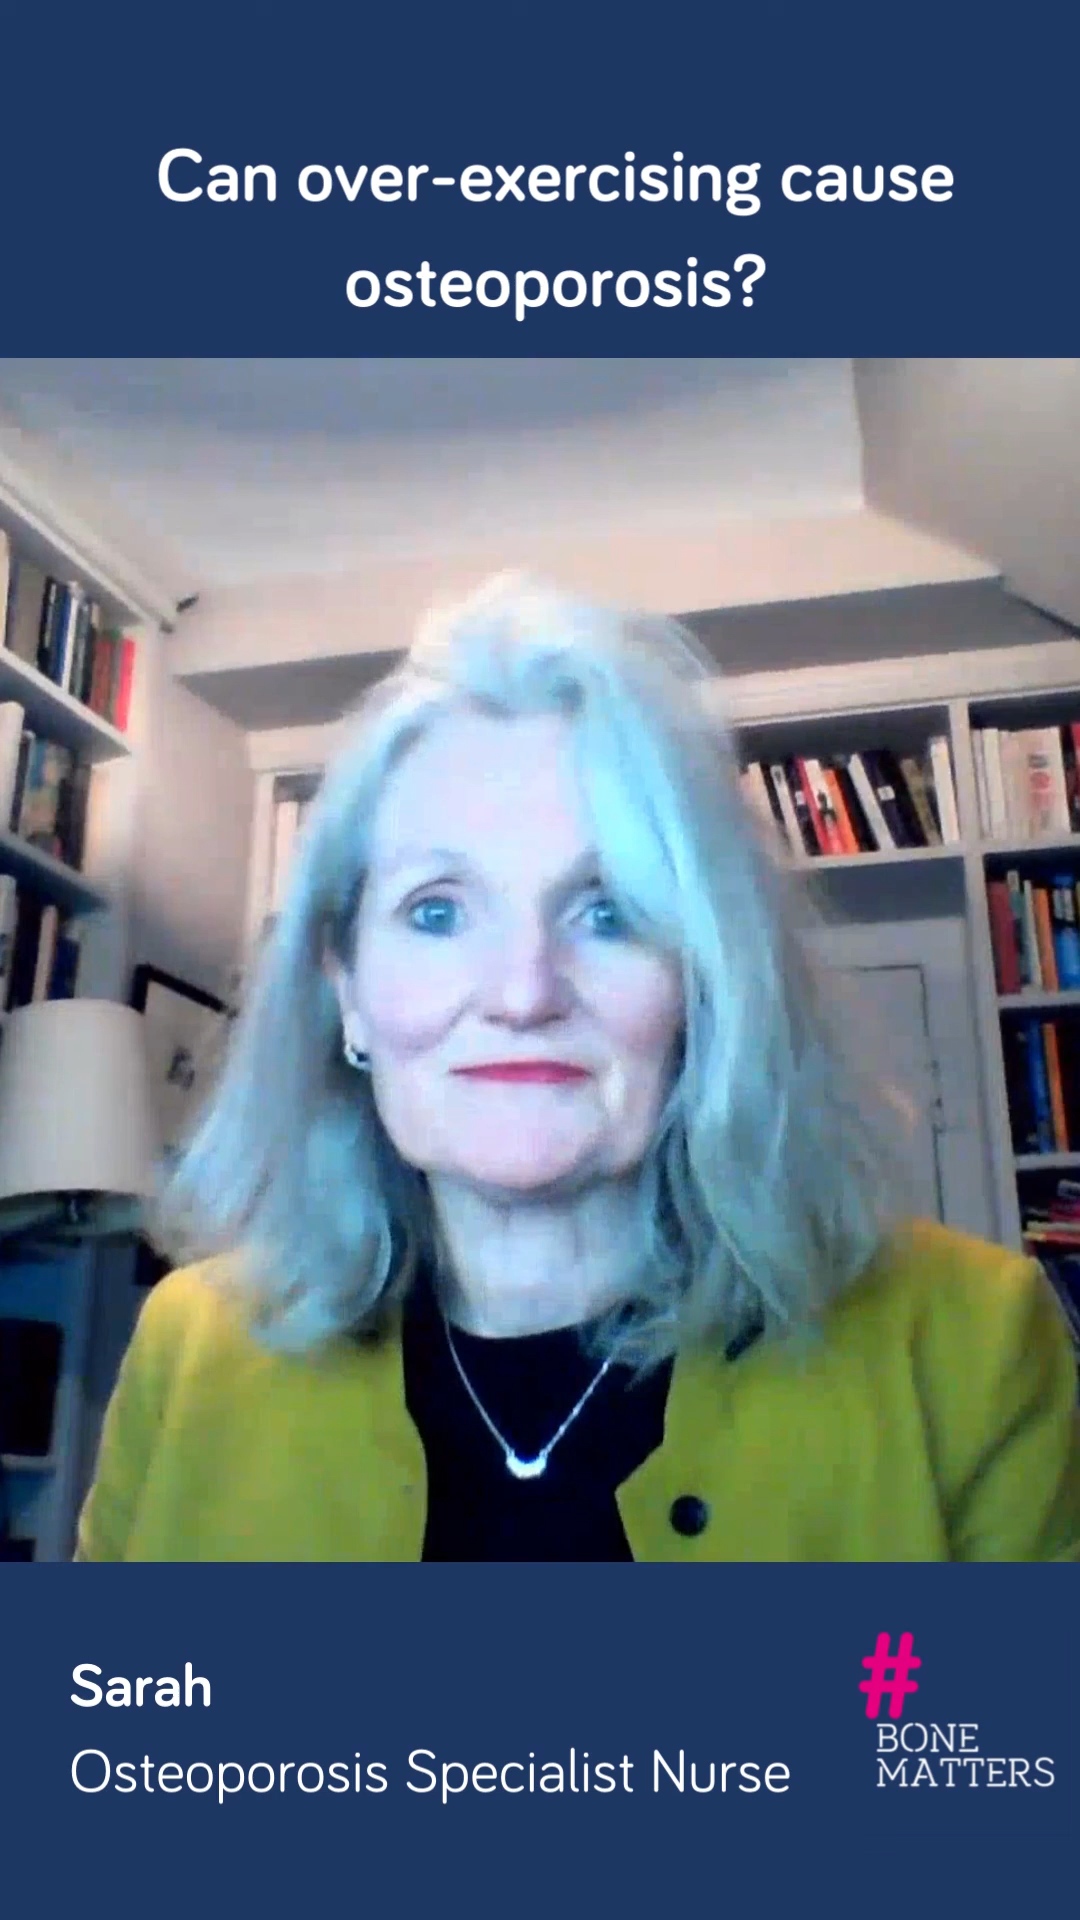 Can over-exercising cause
osteoporosis?
Sarah
Osteoporosis Specialist Nurse
#
BONE
MATTERS